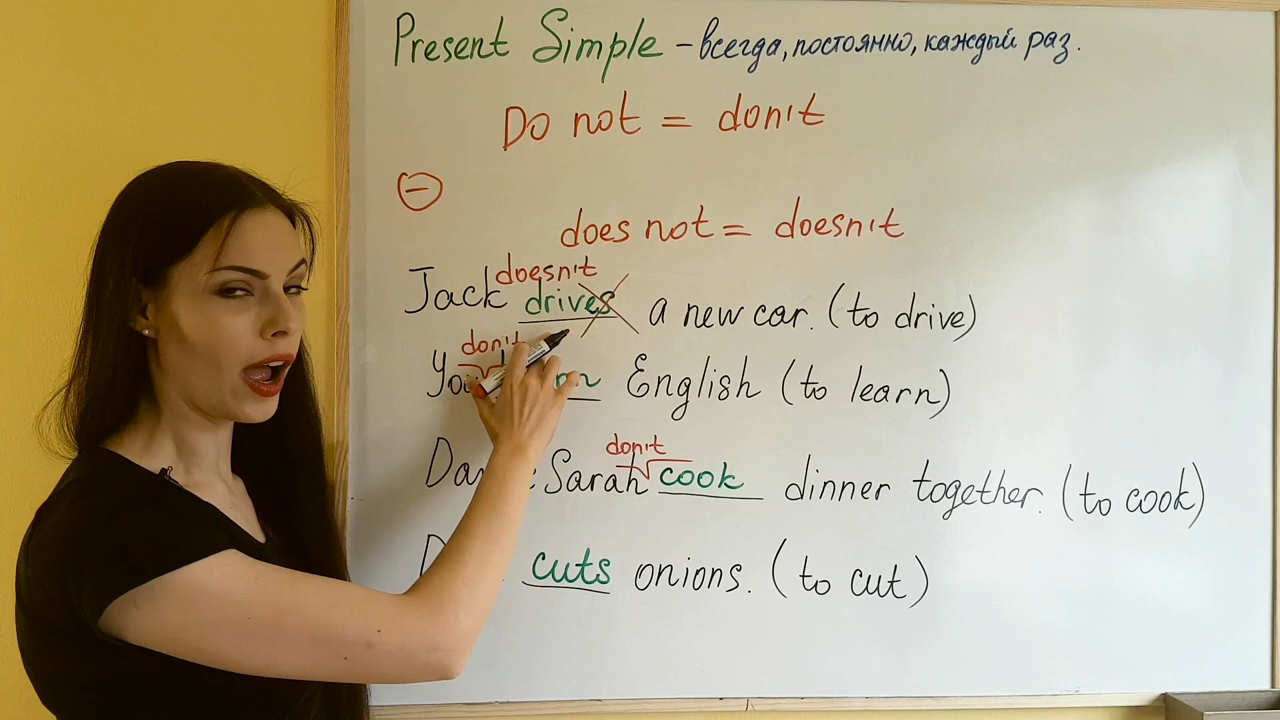 Present Simple – всегда, постоянно, каждый раз.
Do not = don't
−
does not = doesn't
doesn't
Jack drives a new car. (to drive)
don't
English (to learn)
don't
Sarah cook dinner together. (to cook)
cuts onions. (to cut)